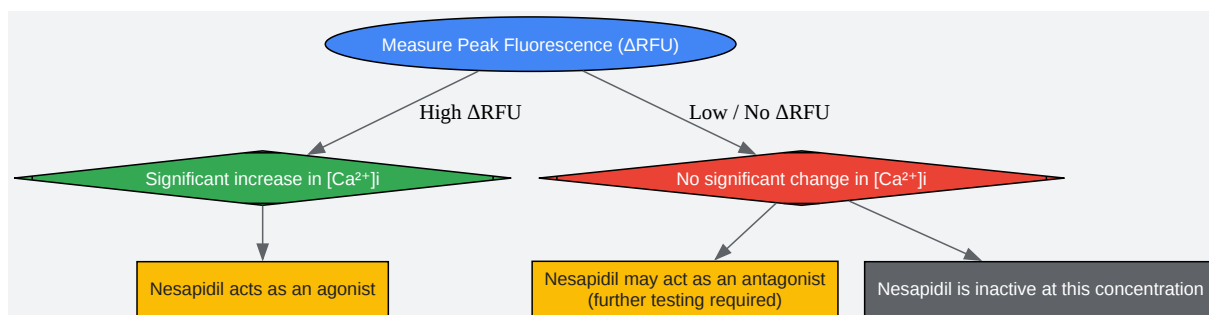 Measure Peak Fluorescence (ΔRFU)
High ΔRFU
Low / No ΔRFU
Significant increase in [Ca²⁺]i
No significant change in [Ca²⁺]i
Nesapidil acts as an agonist
Nesapidil may act as an antagonist
(further testing required)
Nesapidil is inactive at this concentration